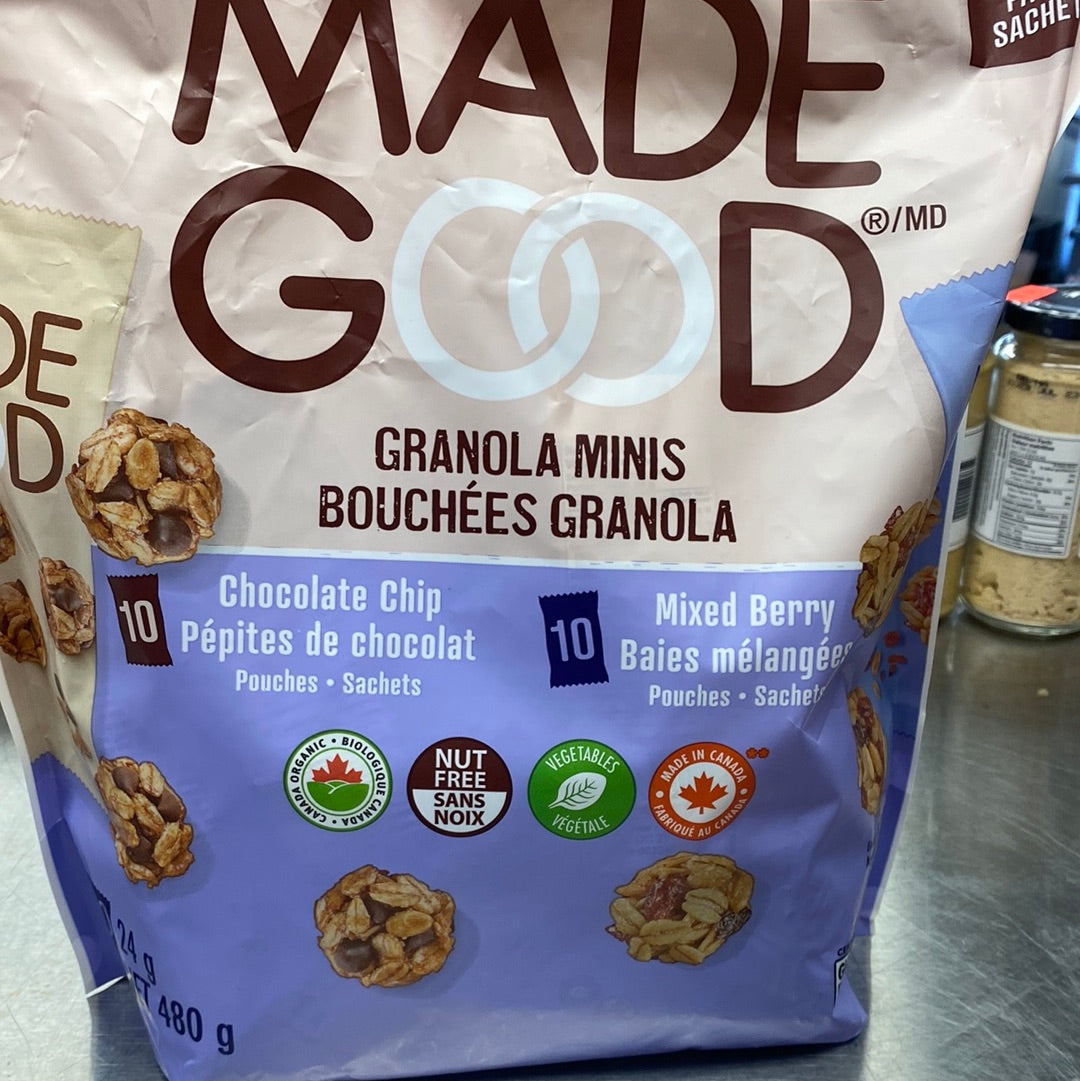 MADE
GOOD
®/MD
SACHE
DE
D
GRANOLA MINIS
BOUCHÉES GRANOLA
10
Chocolate Chip
Pépites de chocolat
Pouches • Sachets
10
Mixed Berry
Baies mélangées
Pouches • Sachets
CANADA ORGANIC • BIOLOGIQUE CANADA •
NUT
FREE
SANS
NOIX
VEGETABLES
VÉGÉTALE
MADE IN CANADA
FABRIQUÉ AU CANADA
**
24 g
480 g